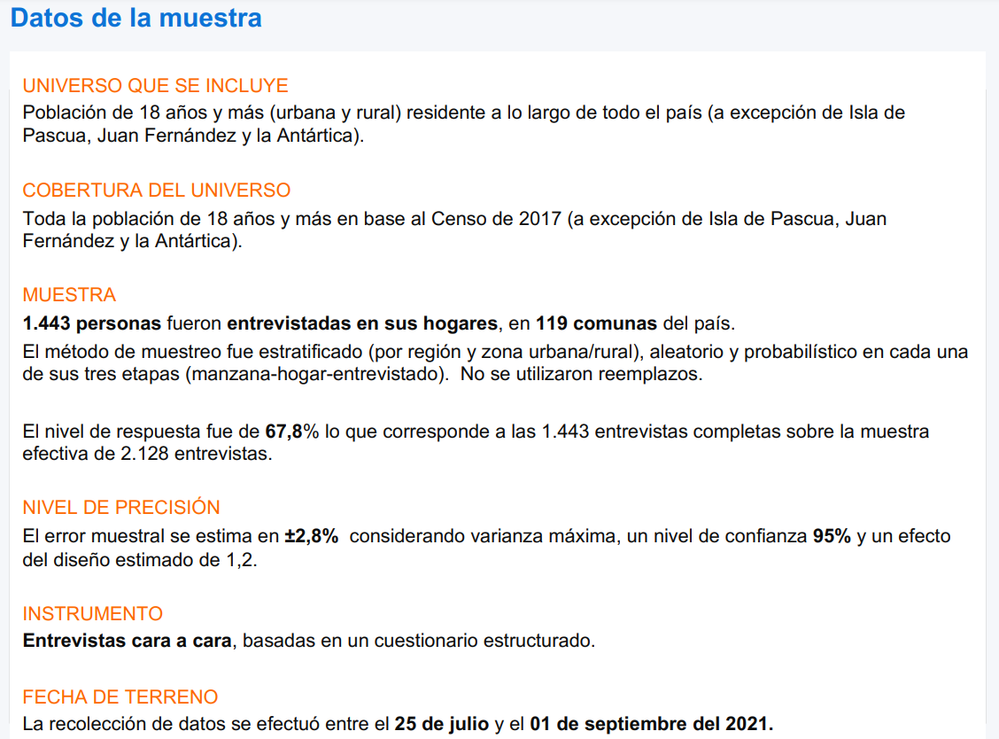 Datos de la muestra
UNIVERSO QUE SE INCLUYE
Población de 18 años y más (urbana y rural) residente a lo largo de todo el país (a excepción de Isla de
Pascua, Juan Fernández y la Antártica).
COBERTURA DEL UNIVERSO
Toda la población de 18 años y más en base al Censo de 2017 (a excepción de Isla de Pascua, Juan
Fernández y la Antártica).
MUESTRA
1.443 personas fueron entrevistadas en sus hogares, en 119 comunas del país.
El método de muestreo fue estratificado (por región y zona urbana/rural), aleatorio y probabilístico en cada una
de sus tres etapas (manzana-hogar-entrevistado).  No se utilizaron reemplazos.
El nivel de respuesta fue de 67,8% lo que corresponde a las 1.443 entrevistas completas sobre la muestra
efectiva de 2.128 entrevistas.
NIVEL DE PRECISIÓN
El error muestral se estima en ±2,8%  considerando varianza máxima, un nivel de confianza 95% y un efecto
del diseño estimado de 1,2.
INSTRUMENTO
Entrevistas cara a cara, basadas en un cuestionario estructurado.
FECHA DE TERRENO
La recolección de datos se efectuó entre el 25 de julio y el 01 de septiembre del 2021.